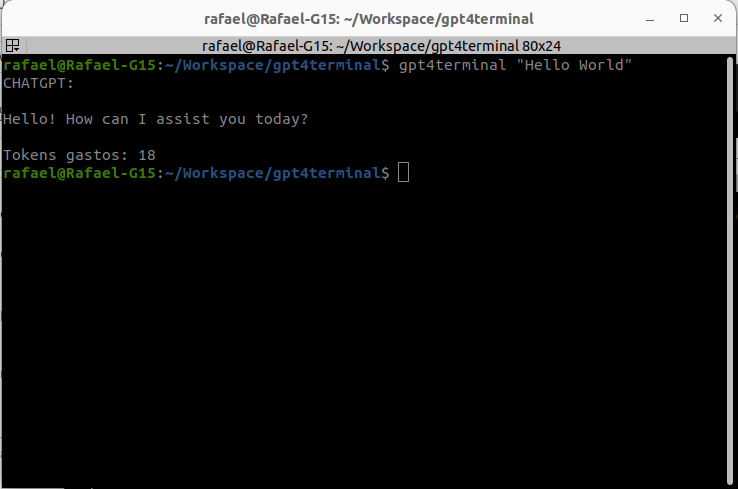 rafael@Rafael-G15: ~/Workspace/gpt4terminal
rafael@Rafael-G15: ~/Workspace/gpt4terminal 80x24
rafael@Rafael-G15:~/Workspace/gpt4terminal$ gpt4terminal "Hello World"
CHATGPT:
Hello! How can I assist you today?
Tokens gastos: 18
rafael@Rafael-G15:~/Workspace/gpt4terminal$